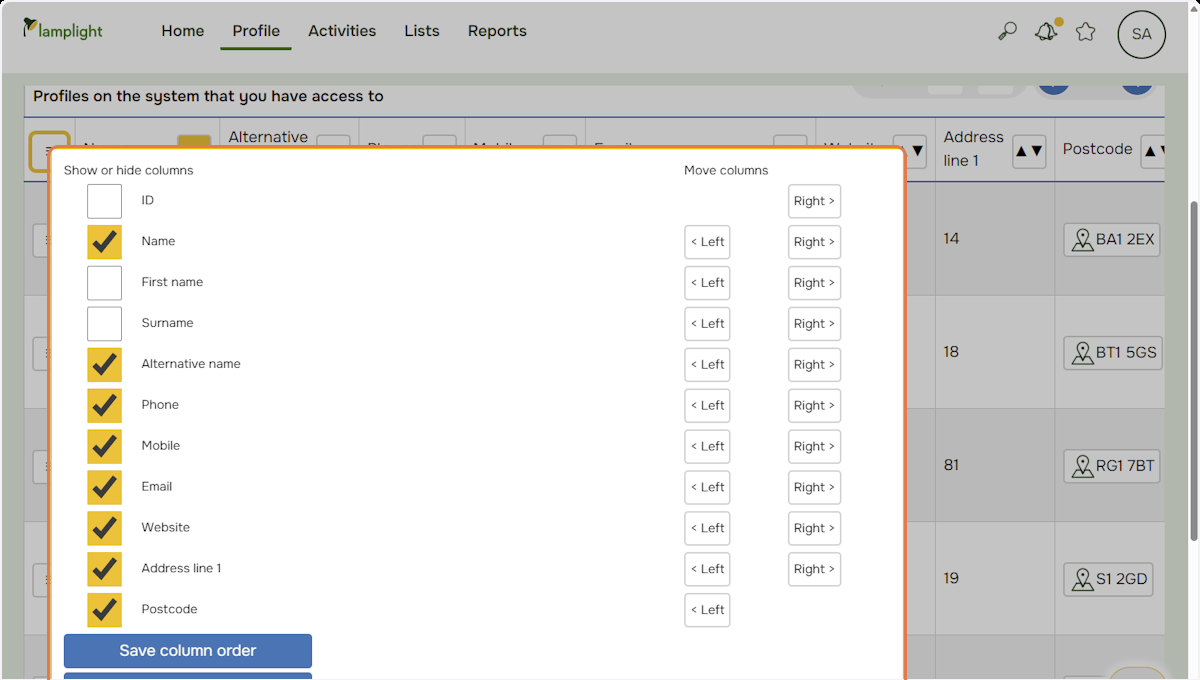 lamplight
Home Profile Activities Lists Reports
SA
Profiles on the system that you have access to
Alternative
Address
line 1
Postcode
Show or hide columns Move columns
ID Right >
Name < Left Right >
First name < Left Right >
Surname < Left Right >
Alternative name < Left Right >
Phone < Left Right >
Mobile < Left Right >
Email < Left Right >
Website < Left Right >
Address line 1 < Left Right >
Postcode < Left
Save column order
14 BA1 2EX
18 BT1 5GS
81 RG1 7BT
19 S1 2GD